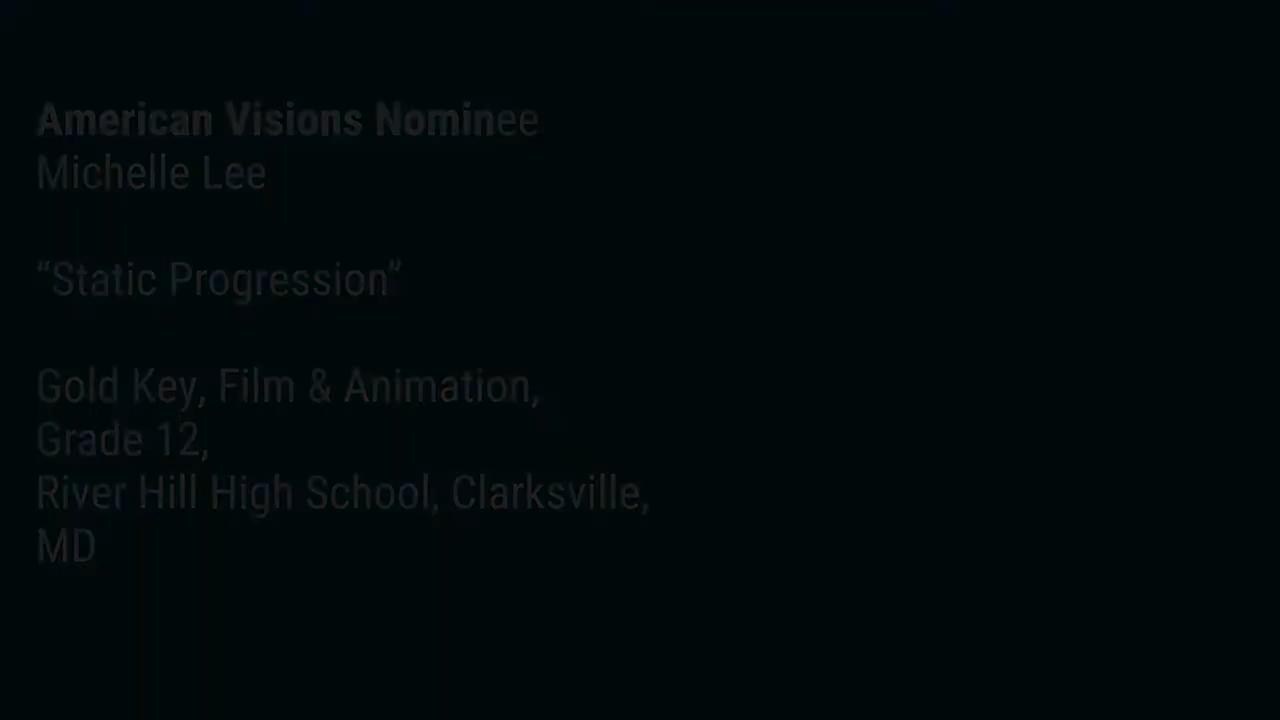 American Visions Nominee
Michelle Lee
“Static Progression”
Gold Key, Film & Animation,
Grade 12,
River Hill High School, Clarksville,
MD